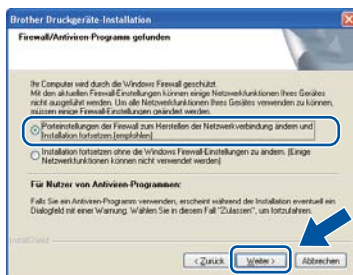 Brother Druckgeräte-Installation
Firewall/Antiviren-Programm gefunden
Ihr Computer wird durch die Windows Firewall geschützt.
Mit den aktuellen Firewall-Einstellungen können einige Netzwerkfunktionen Ihres Gerätes
nicht ausgeführt werden. Um alle Netzwerkfunktionen Ihres Gerätes verwenden zu können,
müssen einige Firewall-Einstellungen geändert werden.
Porteinstellungen der Firewall zum Herstellen der Netzwerkverbindung ändern und
Installation fortsetzen.(empfohlen)
Installation fortsetzen ohne die Windows Firewall-Einstellungen zu ändern. (Einige
Netzwerkfunktionen können nicht verwendet werden)
Für Nutzer von Antiviren-Programmen:
Falls Sie ein Antiviren-Programm verwenden, erscheint während der Installation eventuell ein
Dialogfeld mit einer Warnung. Wählen Sie in diesem Fall "Zulassen", um fortzufahren.
InstallShield
< Zurück Weiter > Abbrechen